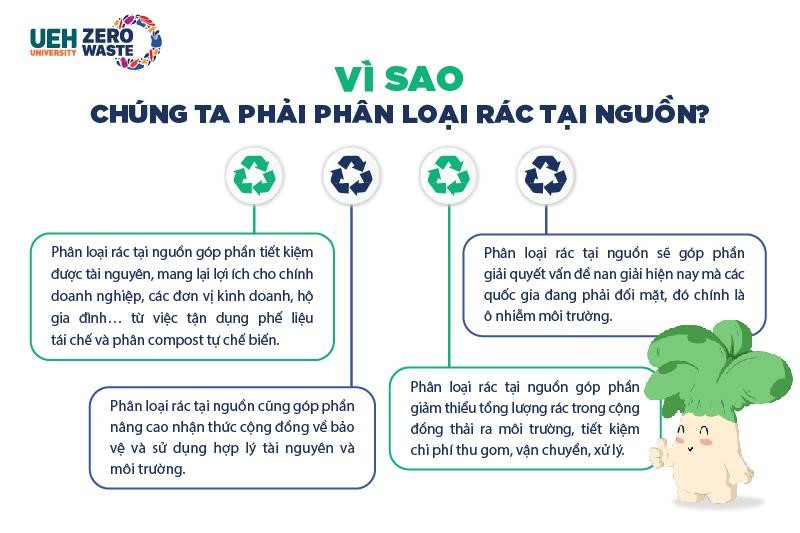 UEH ZERO
UNIVERSITY WASTE
VÌ SAO
CHÚNG TA PHẢI PHÂN LOẠI RÁC TẠI NGUỒN?
Phân loại rác tại nguồn góp phần tiết kiệm
được tài nguyên, mang lại lợi ích cho chính
doanh nghiệp, các đơn vị kinh doanh, hộ
gia đình… từ việc tận dụng phế liệu
tái chế và phân compost tự chế biến.
Phân loại rác tại nguồn cũng góp phần
nâng cao nhận thức cộng đồng về bảo
vệ và sử dụng hợp lý tài nguyên và
môi trường.
Phân loại rác tại nguồn góp phần
giảm thiểu tổng lượng rác trong cộng
đồng thải ra môi trường, tiết kiệm
chi phí thu gom, vận chuyển, xử lý.
Phân loại rác tại nguồn sẽ góp phần
giải quyết vấn đề nan giải hiện nay mà các
quốc gia đang phải đối mặt, đó chính là
ô nhiễm môi trường.